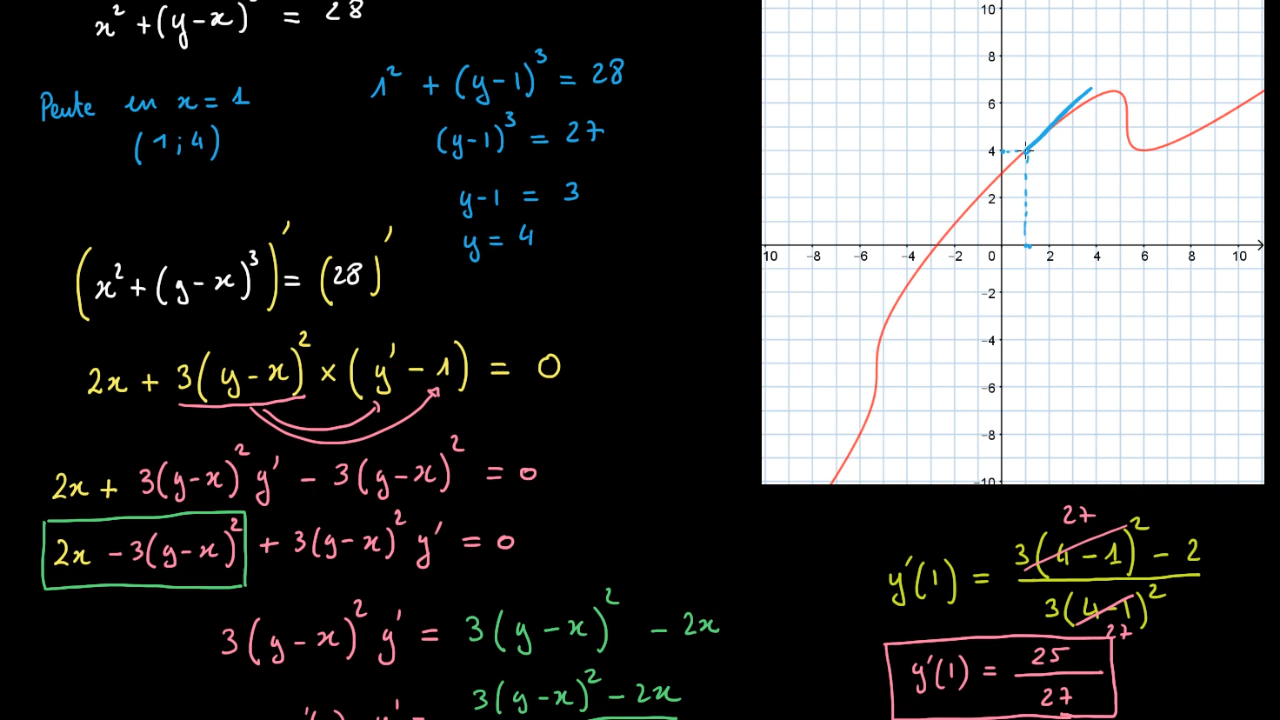 x² + (y-x)³ = 28
Pente en x = 1
(1 ; 4)
1² + (y-1)³ = 28
(y-1)³ = 27
y-1 = 3
y = 4
(x² + (y-x)³)' = (28)'
2x + 3(y-x)² × (y' - 1) = 0
2x + 3(y-x)² y' - 3(y-x)² = 0
2x - 3(y-x)² + 3(y-x)² y' = 0
3(y-x)² y' = 3(y-x)² - 2x
3(y-x)² - 2x
y' =
10
8
6
4
2
0
-2
-4
-6
-8
-10
10 -8 -6 -4 -2 0 2 4 6 8 10
27
y'(1) = 3(4-1)² - 2
3(4-1)²
27
y'(1) = 25
27